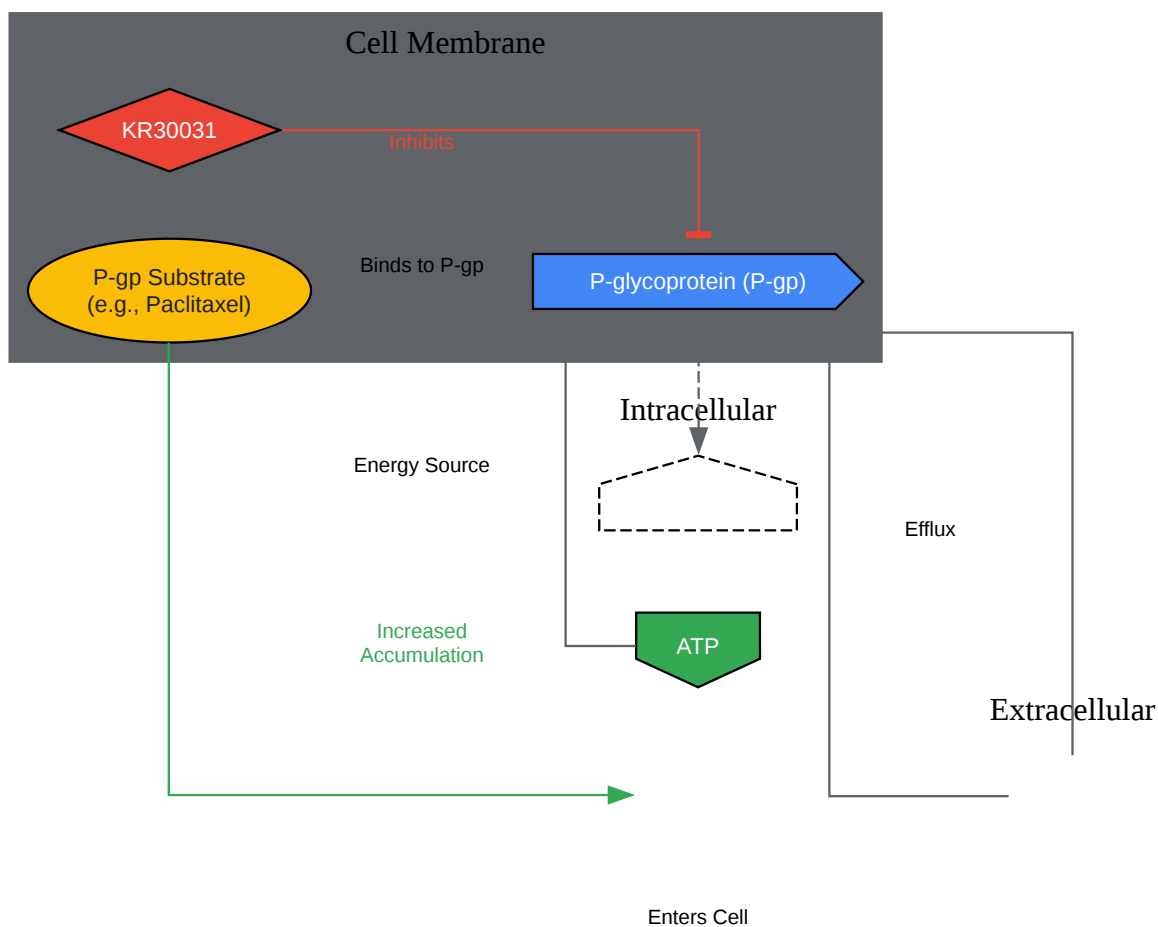 Cell Membrane
KR30031
Inhibits
Binds to P-gp
P-gp Substrate
(e.g., Paclitaxel)
P-glycoprotein (P-gp)
Intracellular
Energy Source
Efflux
Increased
Accumulation
ATP
Extracellular
Enters Cell